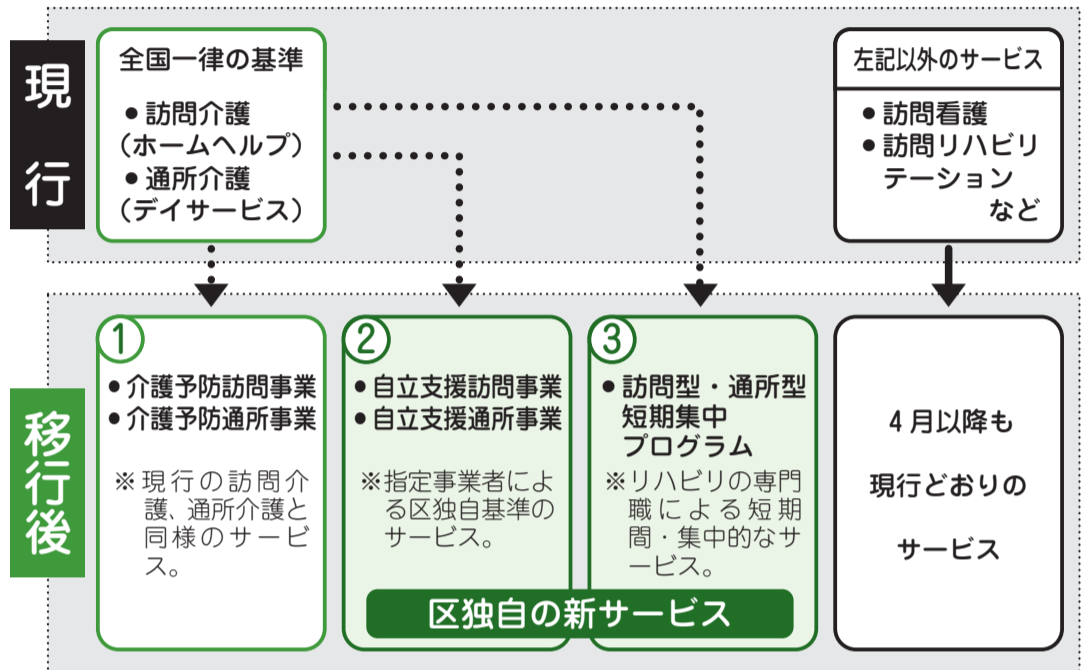 現行
全国一律の基準
● 訪問介護
(ホームヘルプ)
● 通所介護
(デイサービス)
左記以外のサービス
● 訪問看護
● 訪問リハビリ
テーション
など
移行後
①
● 介護予防訪問事業
● 介護予防通所事業
※現行の訪問介
護、通所介護と
同様のサービ
ス。
②
● 自立支援訪問事業
● 自立支援通所事業
※指定事業者によ
る区独自基準の
サービス。
③
● 訪問型・通所型
短期集中
プログラム
※リハビリの専門
職による短期
間・集中的なサ
ービス。
区独自の新サービス
4月以降も
現行どおりの
サービス